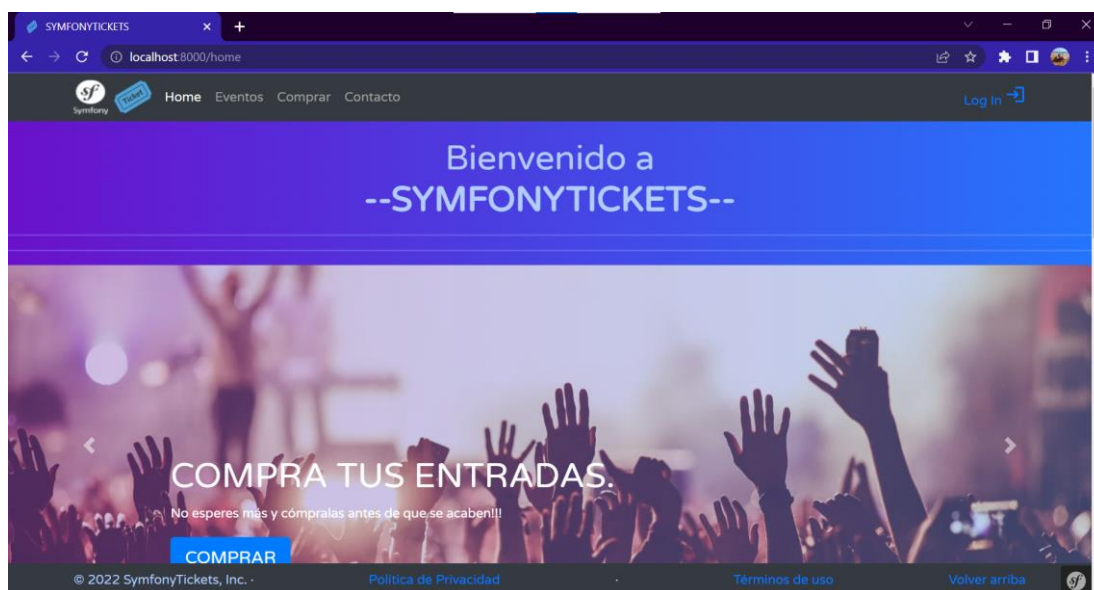 SYMFONYTICKETS
localhost:8000/home
sf
Symfony
Ticket
Home Eventos Comprar Contacto
Log In
Bienvenido a
--SYMFONYTICKETS--
COMPRA TUS ENTRADAS.
No esperes más y cómpralas antes de que se acaben!!!
COMPRAR
© 2022 SymfonyTickets, Inc. · Política de Privacidad · Términos de uso Volver arriba
sf